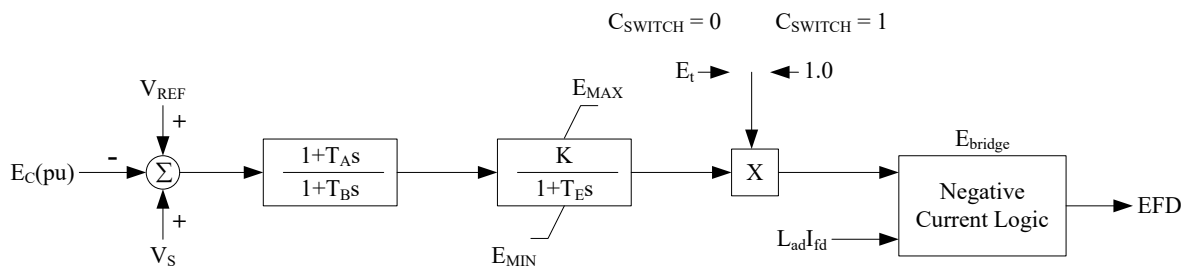 C_SWITCH = 0
C_SWITCH = 1
E_t
1.0
V_REF
E_MAX
+
-
E_C(pu)
Σ
1+T_As
1+T_Bs
K
1+T_Es
X
E_bridge
Negative
Current Logic
EFD
+
V_S
E_MIN
L_adI_fd